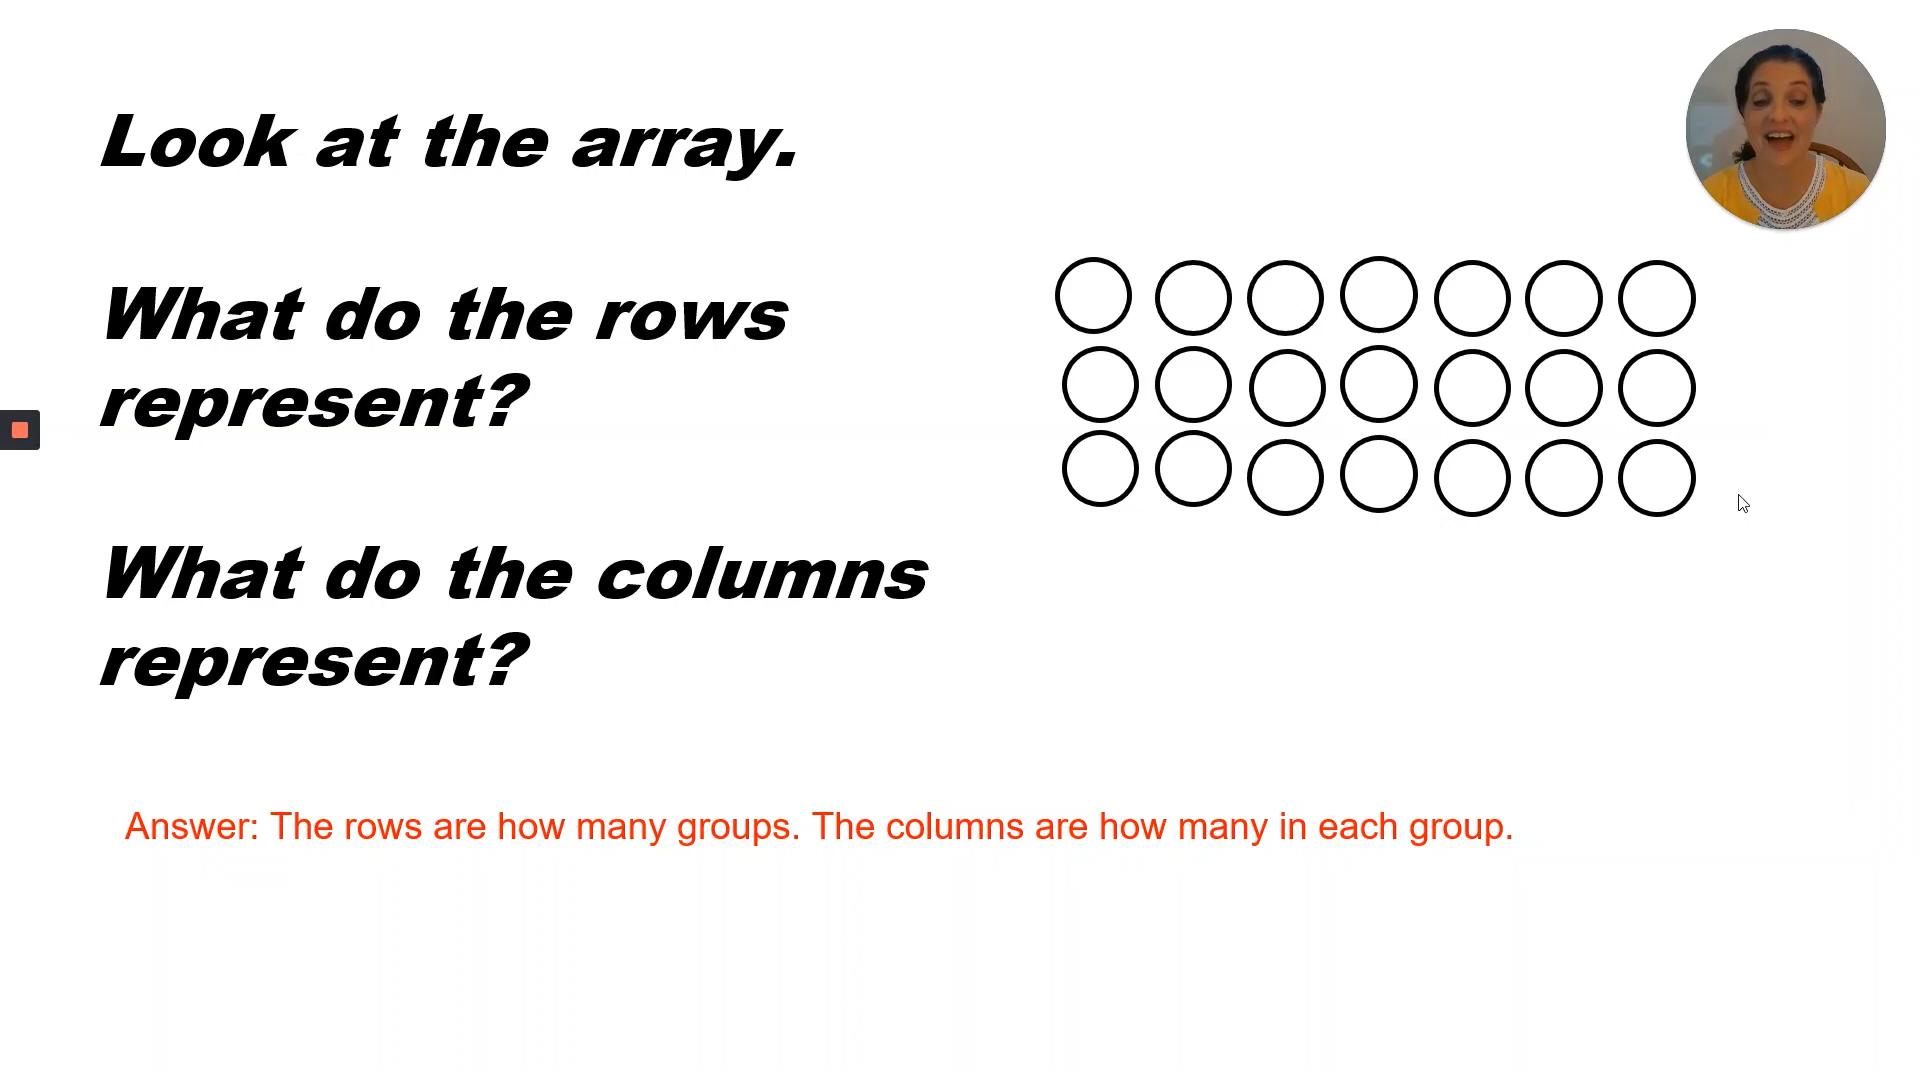 Look at the array.
What do the rows
represent?
What do the columns
represent?
Answer: The rows are how many groups. The columns are how many in each group.